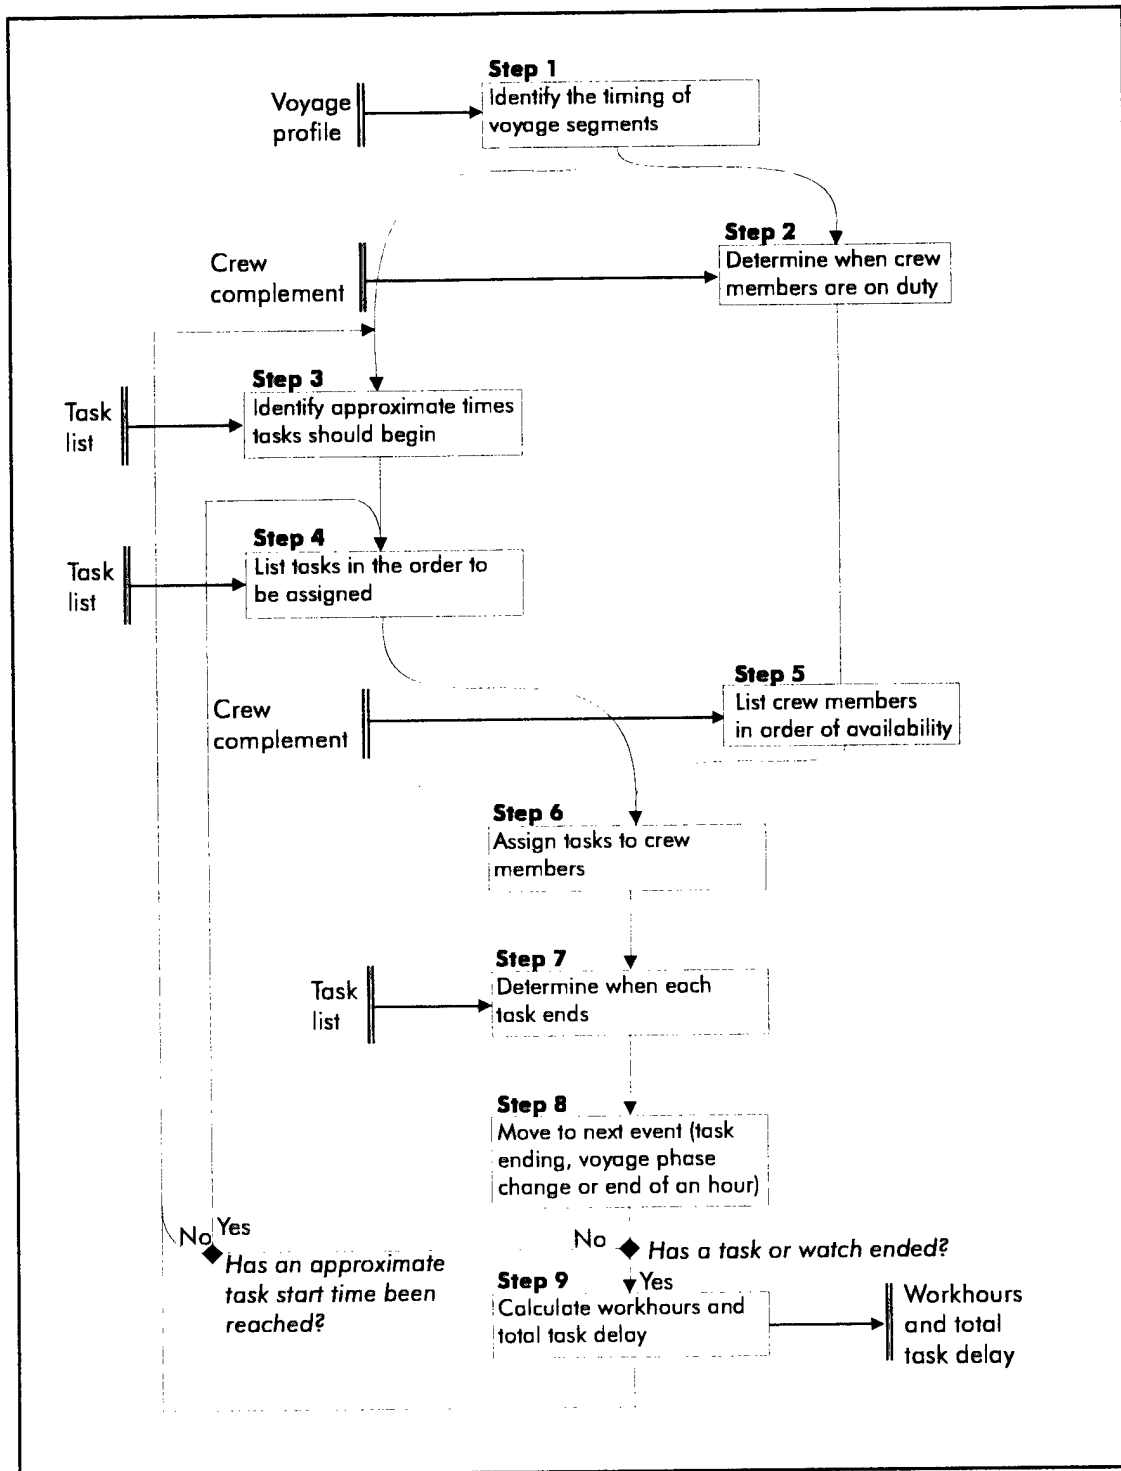 Step 1
Voyage
profile
Identify the timing of
voyage segments
Step 2
Crew
complement
Determine when crew
members are on duty
Step 3
Task
list
Identify approximate times
tasks should begin
Step 4
Task
list
List tasks in the order to
be assigned
Step 5
Crew
complement
List crew members
in order of availability
Step 6
Assign tasks to crew
members
Step 7
Task
list
Determine when each
task ends
Step 8
Move to next event (task
ending, voyage phase
change or end of an hour)
No
Yes
Has an approximate
task start time been
reached?
No
Has a task or watch ended?
Yes
Step 9
Calculate workhours and
total task delay
Workhours
and total
task delay